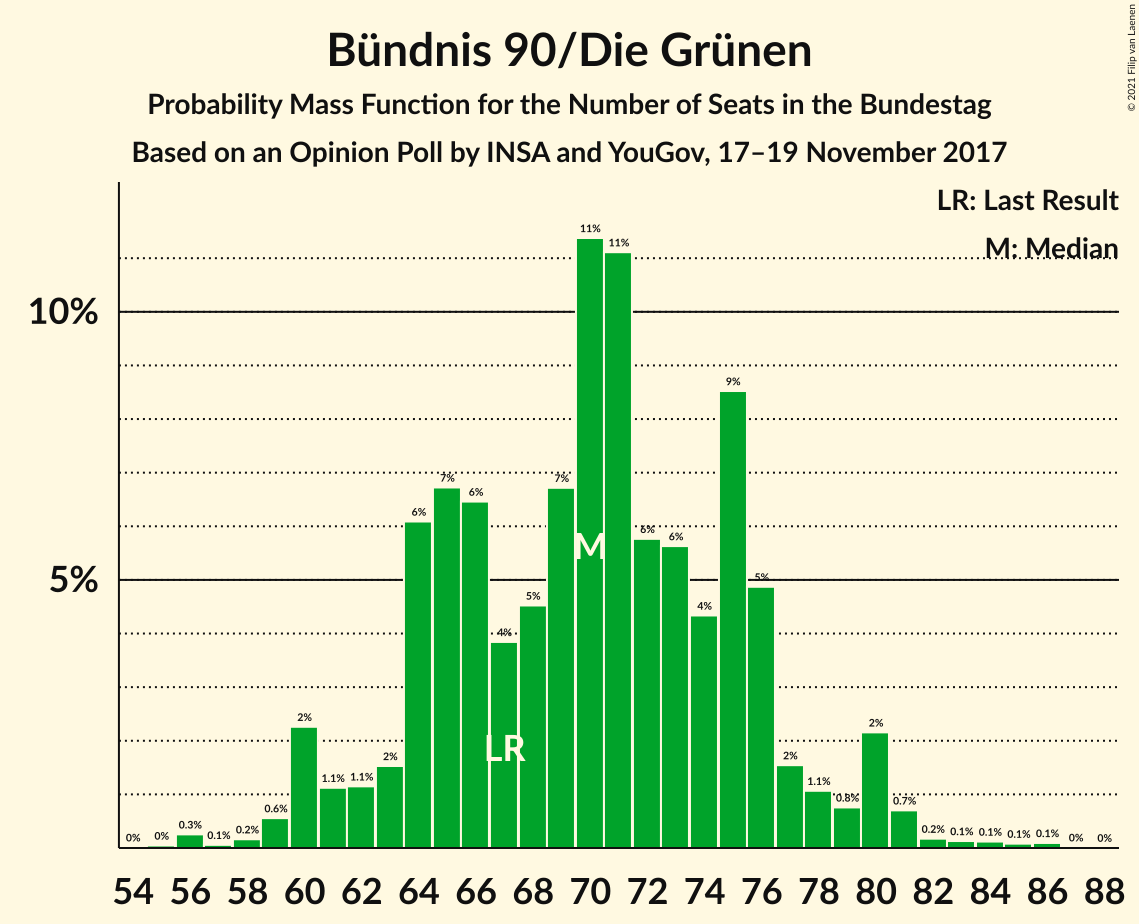 Bündnis 90/Die Grünen
Probability Mass Function for the Number of Seats in the Bundestag
Based on an Opinion Poll by INSA and YouGov, 17–19 November 2017
© 2021 Filip van Laenen
LR: Last Result
M: Median
10%
5%
0% 0% 0.3% 0.1% 0.2% 0.6% 2% 1.1% 1.1% 2% 6% 7% 6% 4% 5% 7% 11% 11% 6% 6% 4% 9% 5% 2% 1.1% 0.8% 2% 0.7% 0.2% 0.1% 0.1% 0.1% 0.1% 0% 0%
M
LR
54 56 58 60 62 64 66 68 70 72 74 76 78 80 82 84 86 88